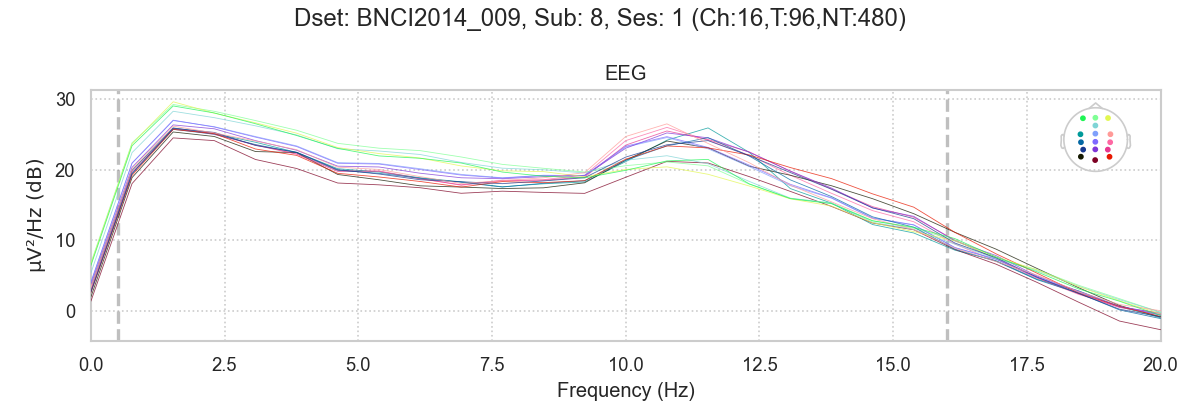 Dset: BNCI2014_009, Sub: 8, Ses: 1 (Ch:16,T:96,NT:480)
EEG
30
20
10
0
µV²/Hz (dB)
0.0 2.5 5.0 7.5 10.0 12.5 15.0 17.5 20.0
Frequency (Hz)